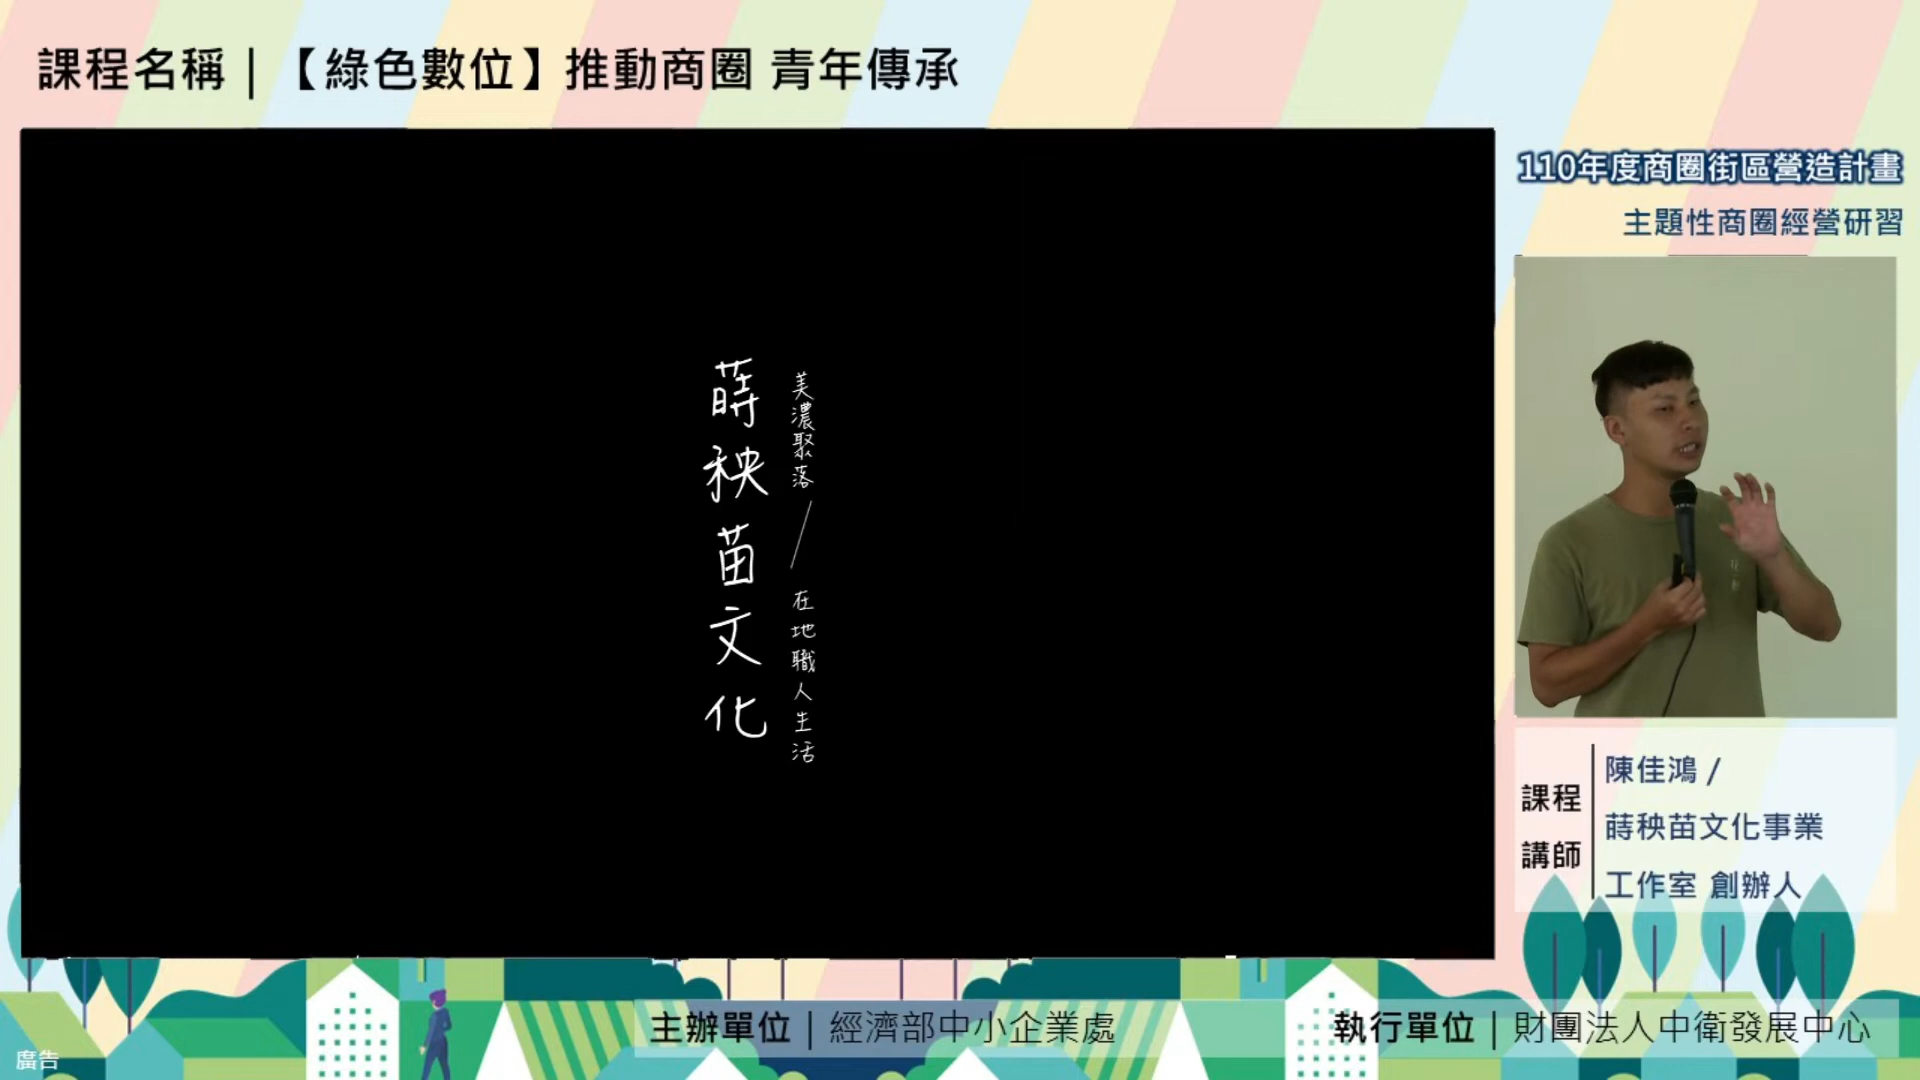 課程名稱｜【綠色數位】推動商圈 青年傳承
110年度商圈街區營造計畫
主題性商圈經營研習
美濃聚落／在地職人生活
蒔秧苗文化
課程
講師
陳佳鴻 /
蒔秧苗文化事業
工作室 創辦人
主辦單位｜經濟部中小企業處
執行單位｜財團法人中衛發展中心
廣告